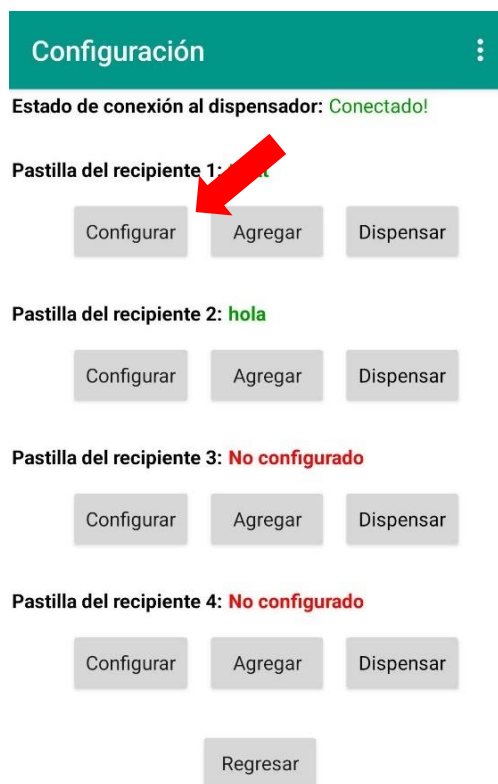 Configuración
Estado de conexión al dispensador: Conectado!
Pastilla del recipiente 1:
Configurar Agregar Dispensar
Pastilla del recipiente 2: hola
Configurar Agregar Dispensar
Pastilla del recipiente 3: No configurado
Configurar Agregar Dispensar
Pastilla del recipiente 4: No configurado
Configurar Agregar Dispensar
Regresar